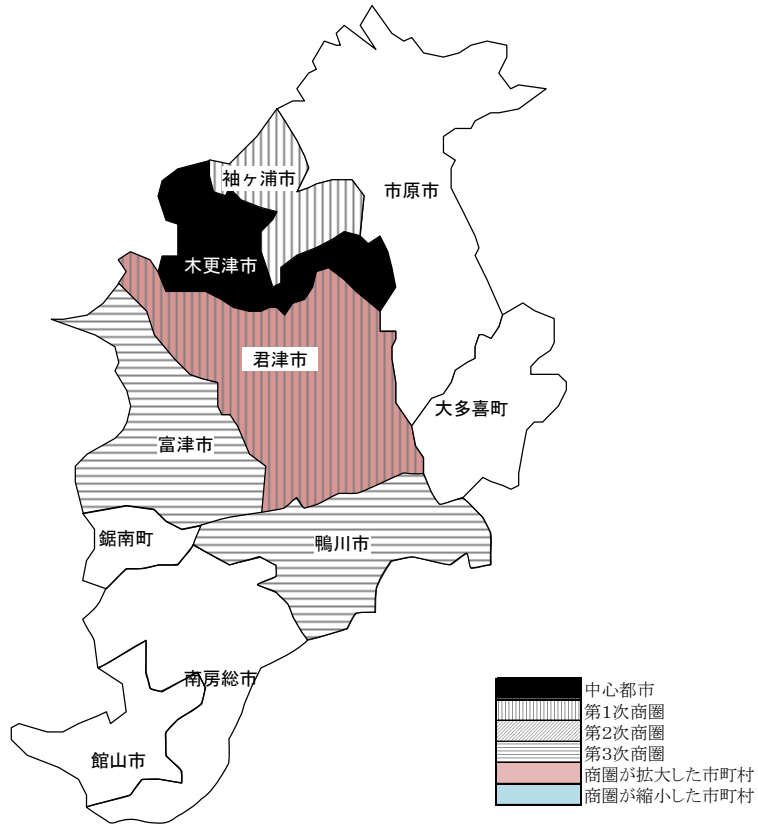 袖ヶ浦市
市原市
木更津市
君津市
大多喜町
富津市
鋸南町
鴨川市
南房総市
館山市
中心都市
第1次商圏
第2次商圏
第3次商圏
商圏が拡大した市町村
商圏が縮小した市町村